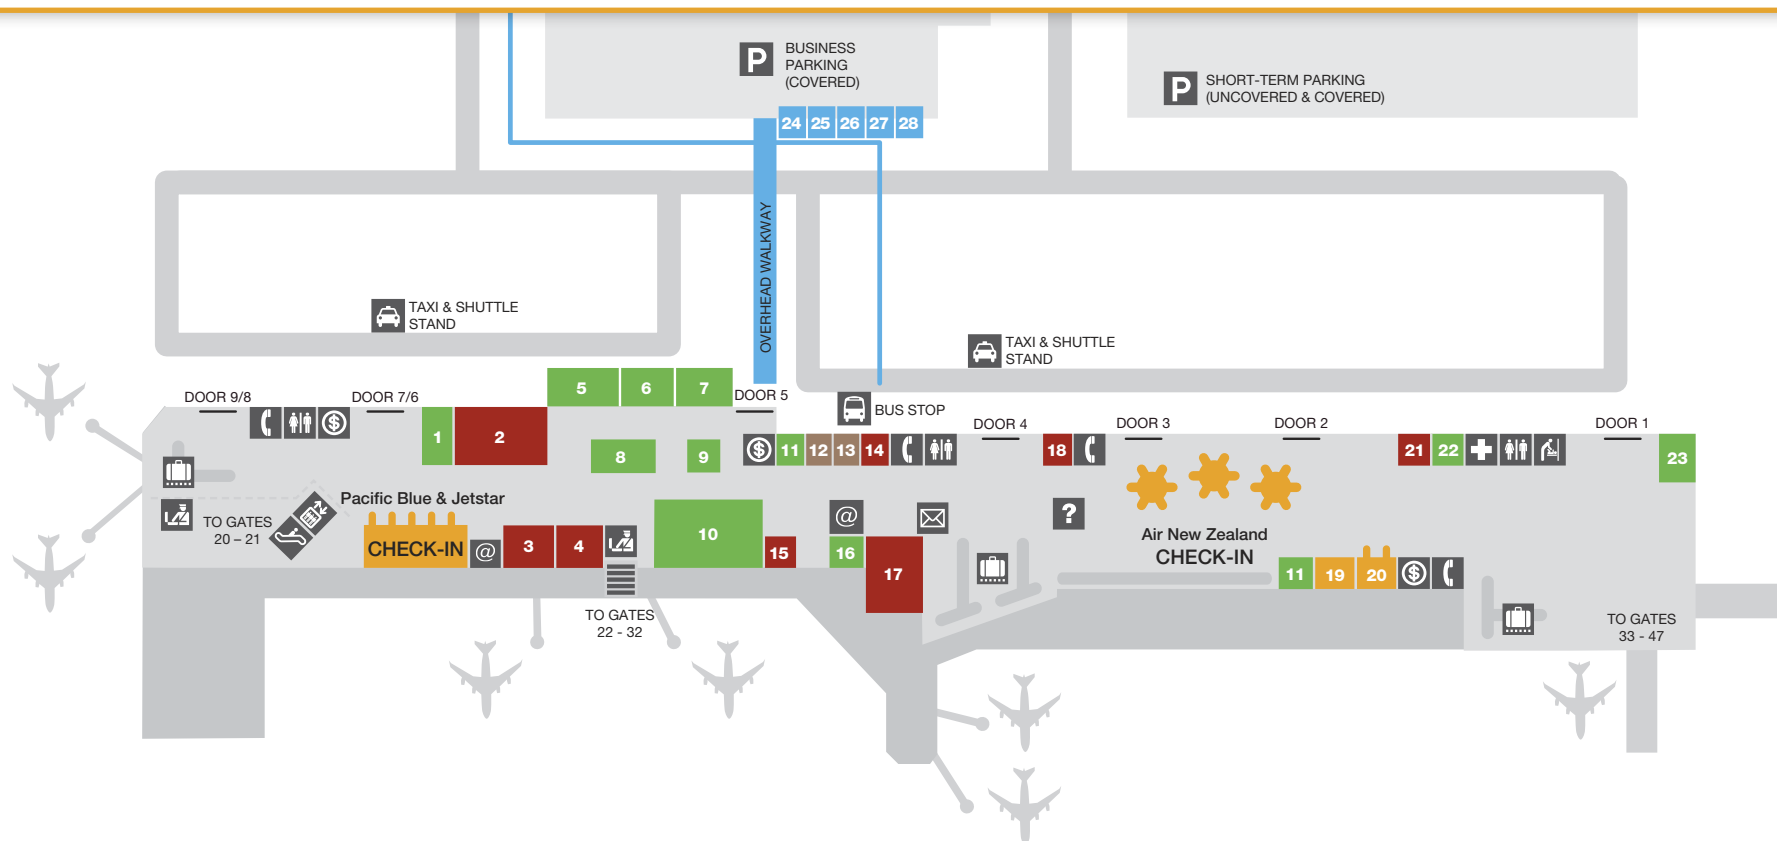 P
BUSINESS
PARKING
(COVERED)
P
SHORT-TERM PARKING
(UNCOVERED & COVERED)
24 25 26 27 28
OVERHEAD WALKWAY
TAXI & SHUTTLE
STAND
TAXI & SHUTTLE
STAND
DOOR 9/8
DOOR 7/6
5 6 7
DOOR 5
BUS STOP
DOOR 4
DOOR 3
DOOR 2
DOOR 1
$
1
2
8
9
$ 11 12 13 14
18
21 22
23
Pacific Blue & Jetstar
CHECK-IN
TO GATES
20 – 21
@
3
4
10
15
@
16
17
?
Air New Zealand
CHECK-IN
11 19 20 $
TO GATES
22 - 32
TO GATES
33 - 47